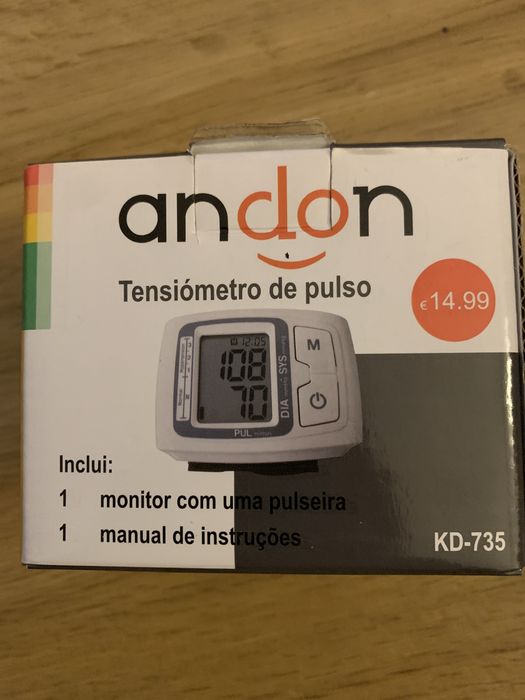 andon
Tensiómetro de pulso
€14.99
M 12:05
108
70
SYS
DIA
PUL
M
Inclui:
1 monitor com uma pulseira
1 manual de instruções
KD-735